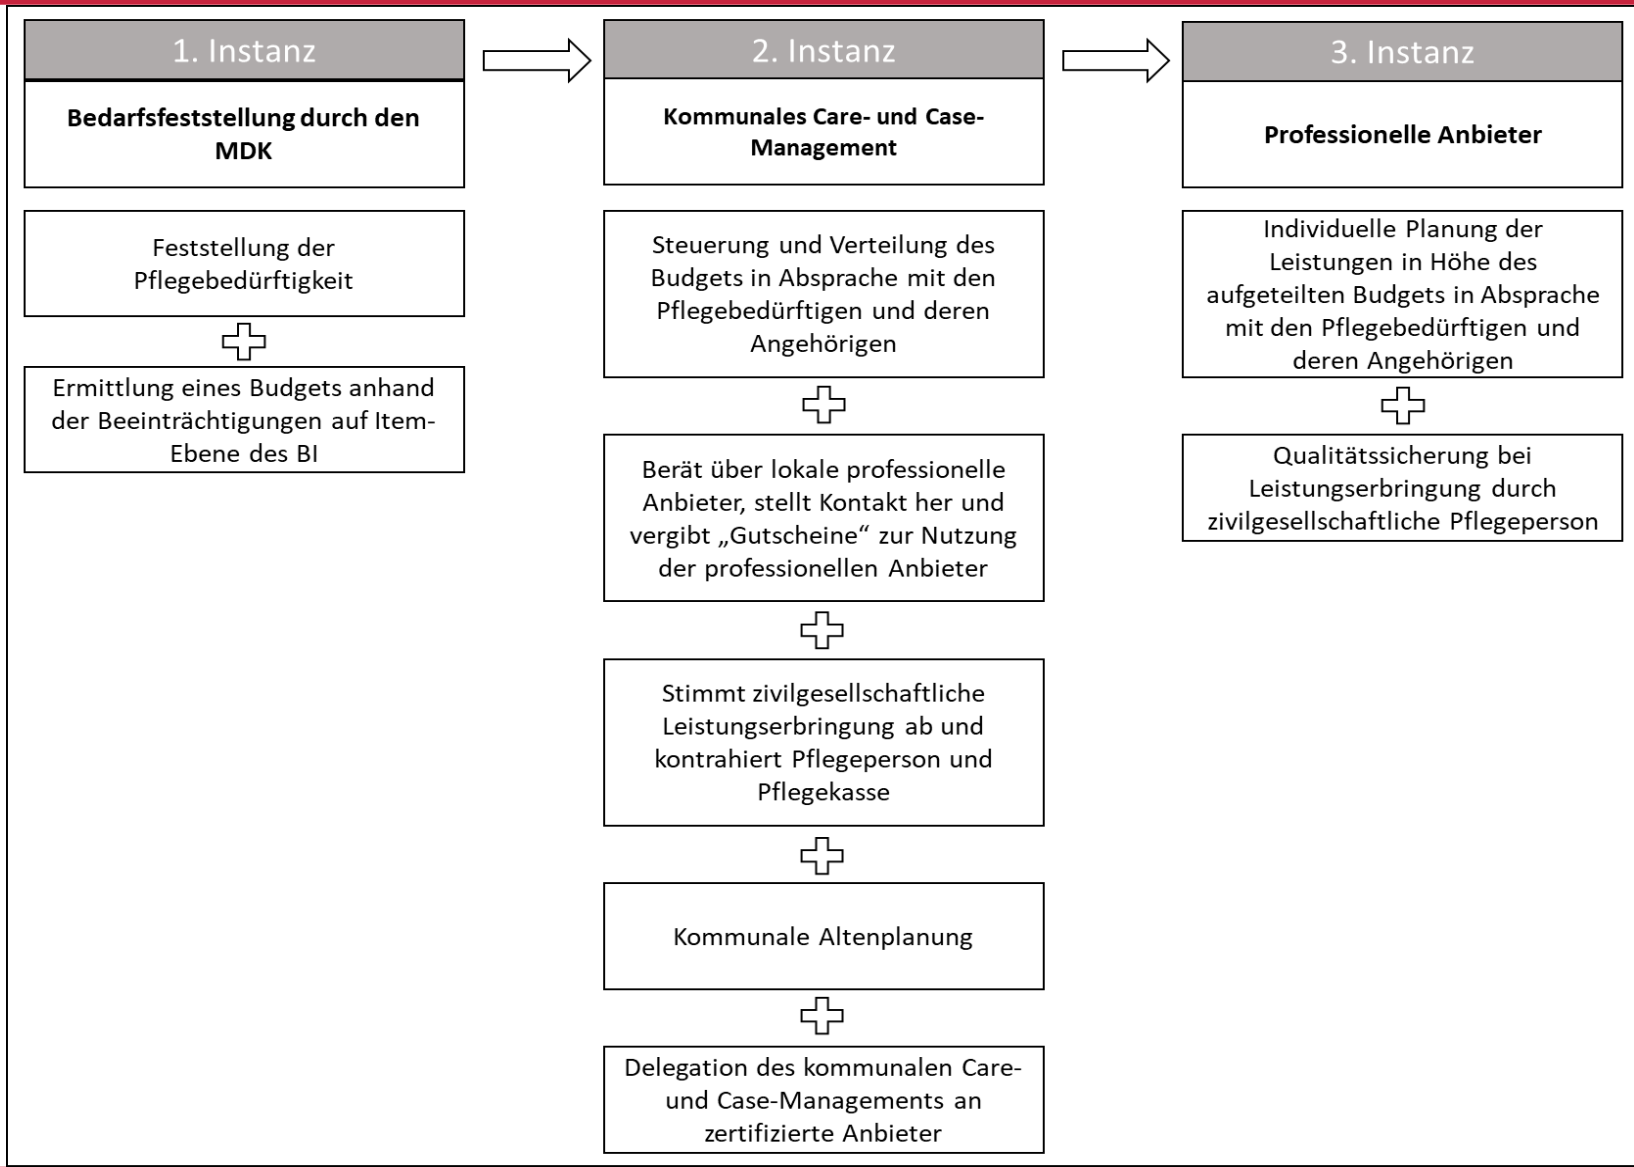 1. Instanz
Bedarfsfeststellung durch den
MDK
Feststellung der
Pflegebedürftigkeit
Ermittlung eines Budgets anhand
der Beeinträchtigungen auf Item-
Ebene des BI
2. Instanz
Kommunales Care- und Case-
Management
Steuerung und Verteilung des
Budgets in Absprache mit den
Pflegebedürftigen und deren
Angehörigen
Berät über lokale professionelle
Anbieter, stellt Kontakt her und
vergibt „Gutscheine“ zur Nutzung
der professionellen Anbieter
Stimmt zivilgesellschaftliche
Leistungserbringung ab und
kontrahiert Pflegeperson und
Pflegekasse
Kommunale Altenplanung
Delegation des kommunalen Care-
und Case-Managements an
zertifizierte Anbieter
3. Instanz
Professionelle Anbieter
Individuelle Planung der
Leistungen in Höhe des
aufgeteilten Budgets in Absprache
mit den Pflegebedürftigen und
deren Angehörigen
Qualitätssicherung bei
Leistungserbringung durch
zivilgesellschaftliche Pflegeperson